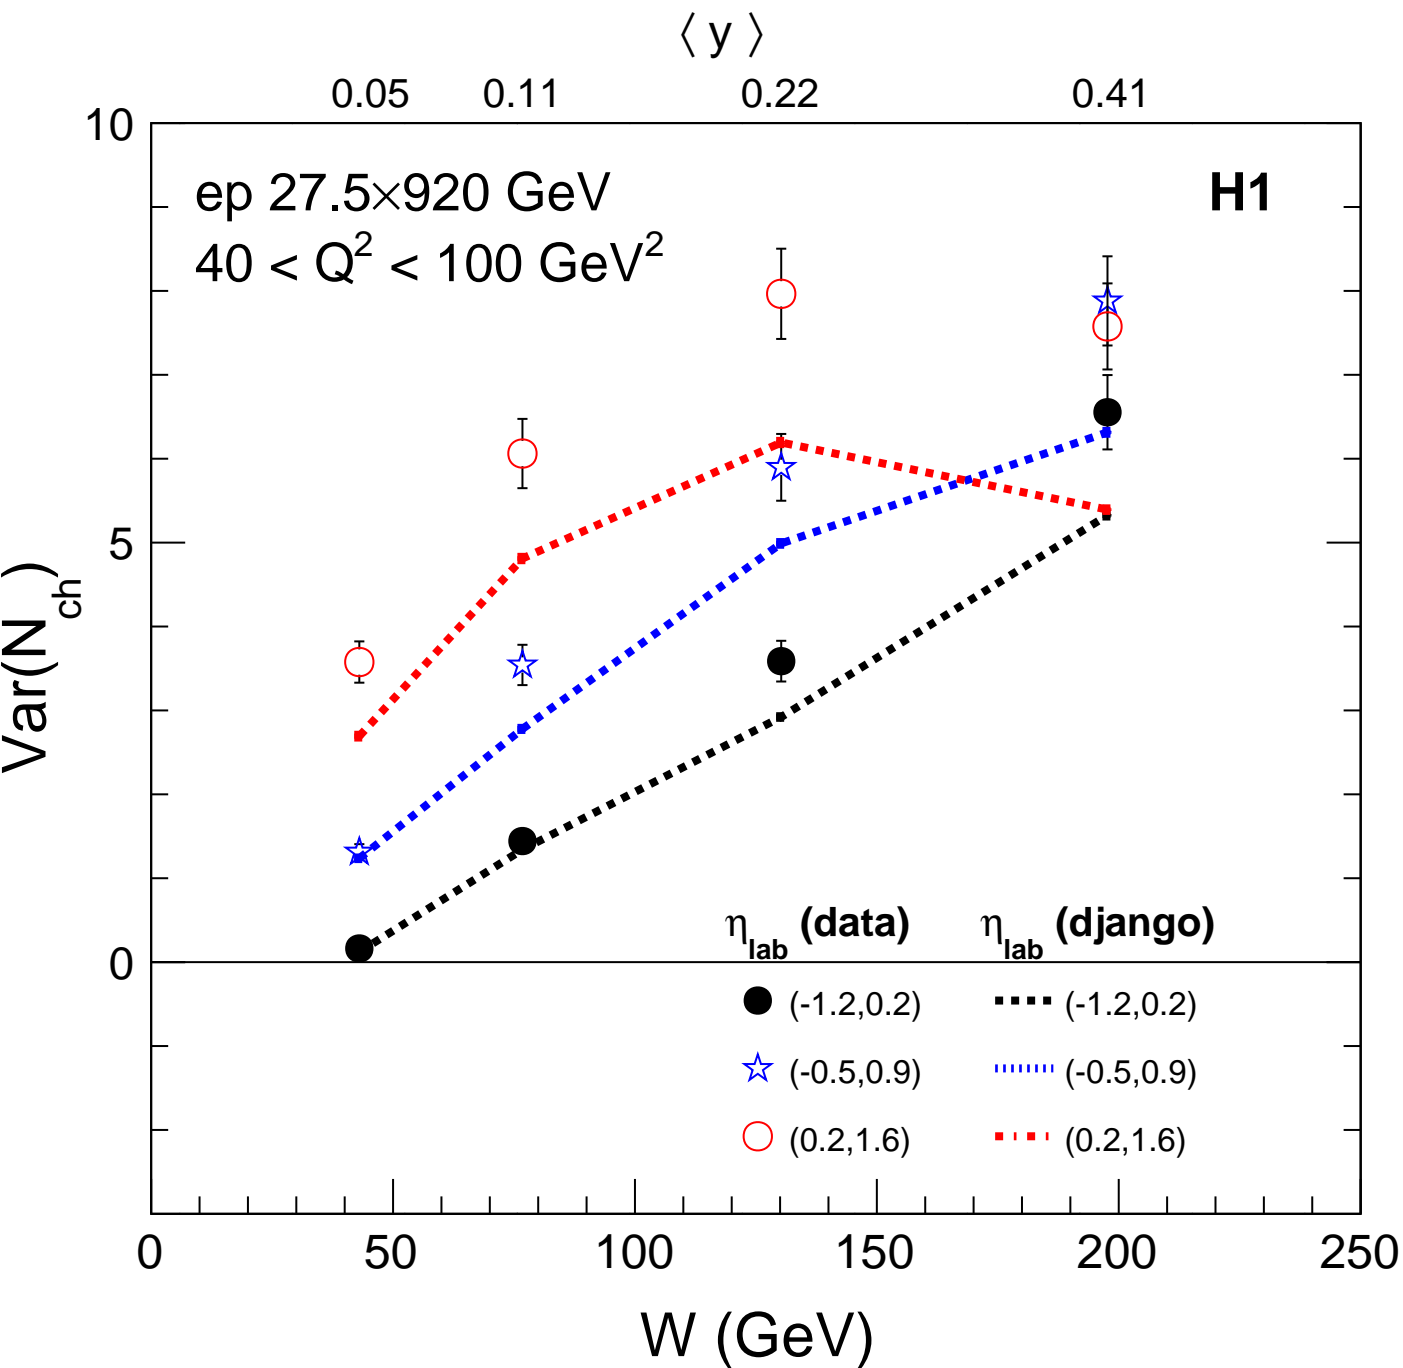 ⟨ y ⟩
0.05 0.11 0.22 0.41
10
ep 27.5×920 GeV H1
40 < Q² < 100 GeV²
5
Var(N_ch)
0
η_lab (data) η_lab (django)
(-1.2,0.2) (-1.2,0.2)
(-0.5,0.9) (-0.5,0.9)
(0.2,1.6) (0.2,1.6)
0 50 100 150 200 250
W (GeV)